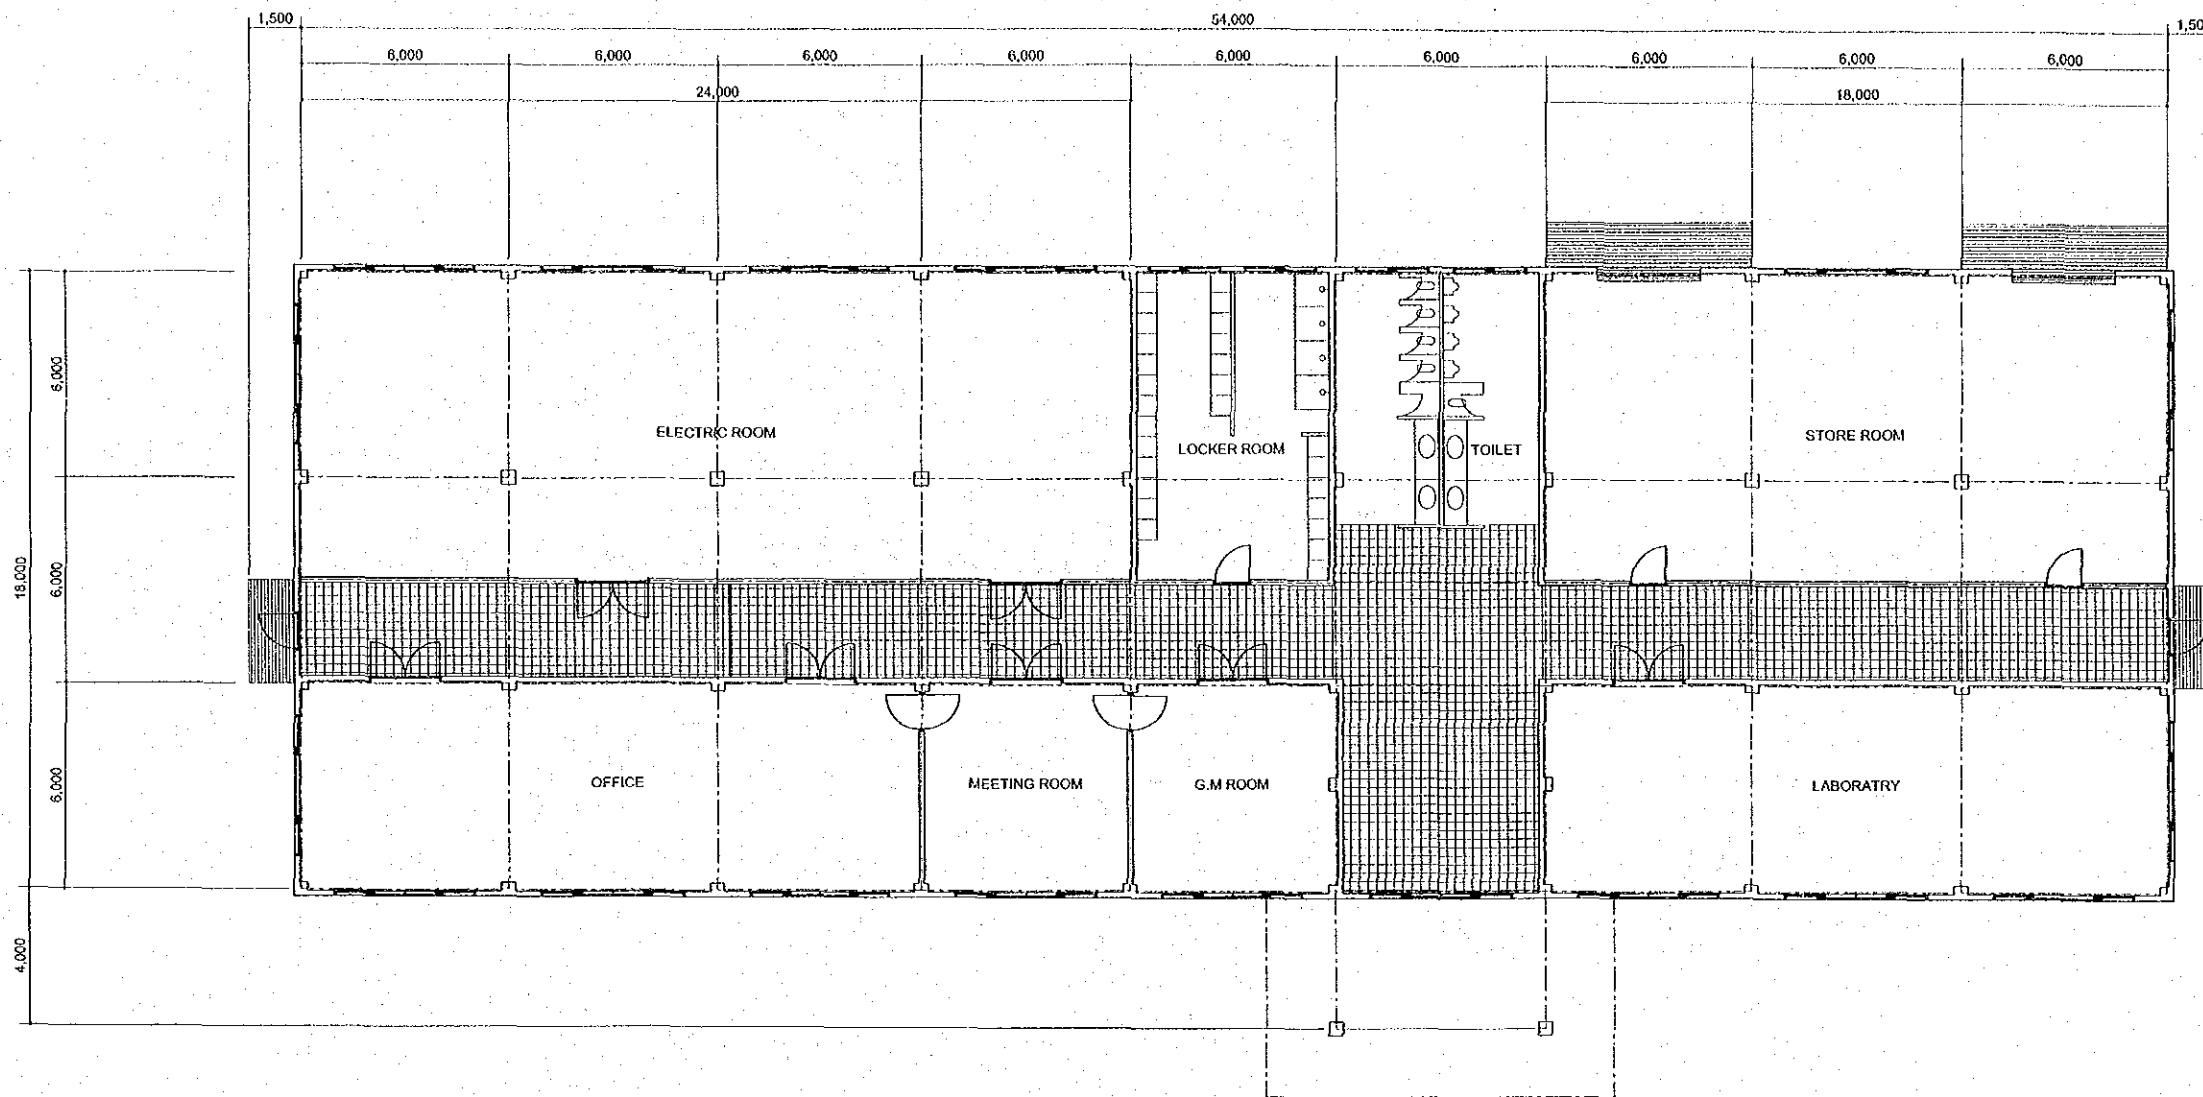 1,500
54,000
1,50
6,000
6,000
6,000
6,000
6,000
6,000
6,000
6,000
6,000
24,000
18,000
6,000
ELECTRIC ROOM
LOCKER ROOM
TOILET
STORE ROOM
18,000
6,000
6,000
OFFICE
MEETING ROOM
G.M ROOM
LABORATRY
4,000